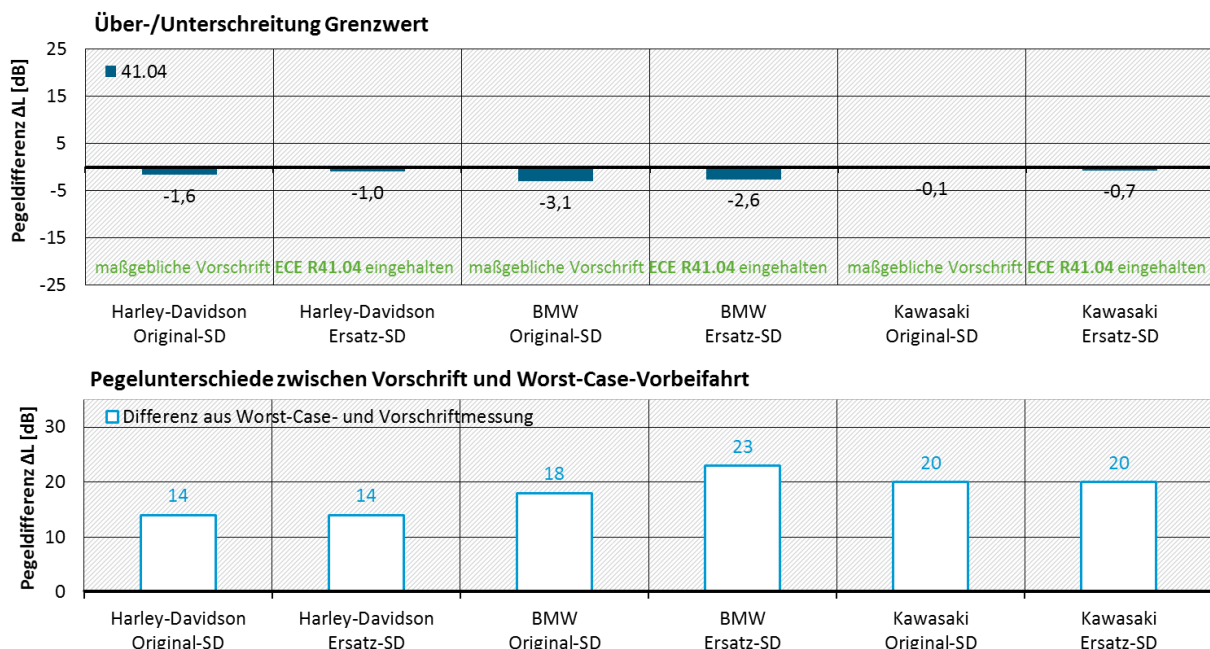 Über-/Unterschreitung Grenzwert
Pegeldifferenz ΔL [dB]
25
15
5
-5
-15
-25
41.04
-1,6
-1,0
-3,1
-2,6
-0,1
-0,7
maßgebliche Vorschrift ECE R41.04 eingehalten
maßgebliche Vorschrift ECE R41.04 eingehalten
maßgebliche Vorschrift ECE R41.04 eingehalten
Harley-Davidson
Original-SD
Harley-Davidson
Ersatz-SD
BMW
Original-SD
BMW
Ersatz-SD
Kawasaki
Original-SD
Kawasaki
Ersatz-SD
Pegelunterschiede zwischen Vorschrift und Worst-Case-Vorbeifahrt
Pegeldifferenz ΔL [dB]
30
20
10
0
Differenz aus Worst-Case- und Vorschriftmessung
14
14
18
23
20
20
Harley-Davidson
Original-SD
Harley-Davidson
Ersatz-SD
BMW
Original-SD
BMW
Ersatz-SD
Kawasaki
Original-SD
Kawasaki
Ersatz-SD